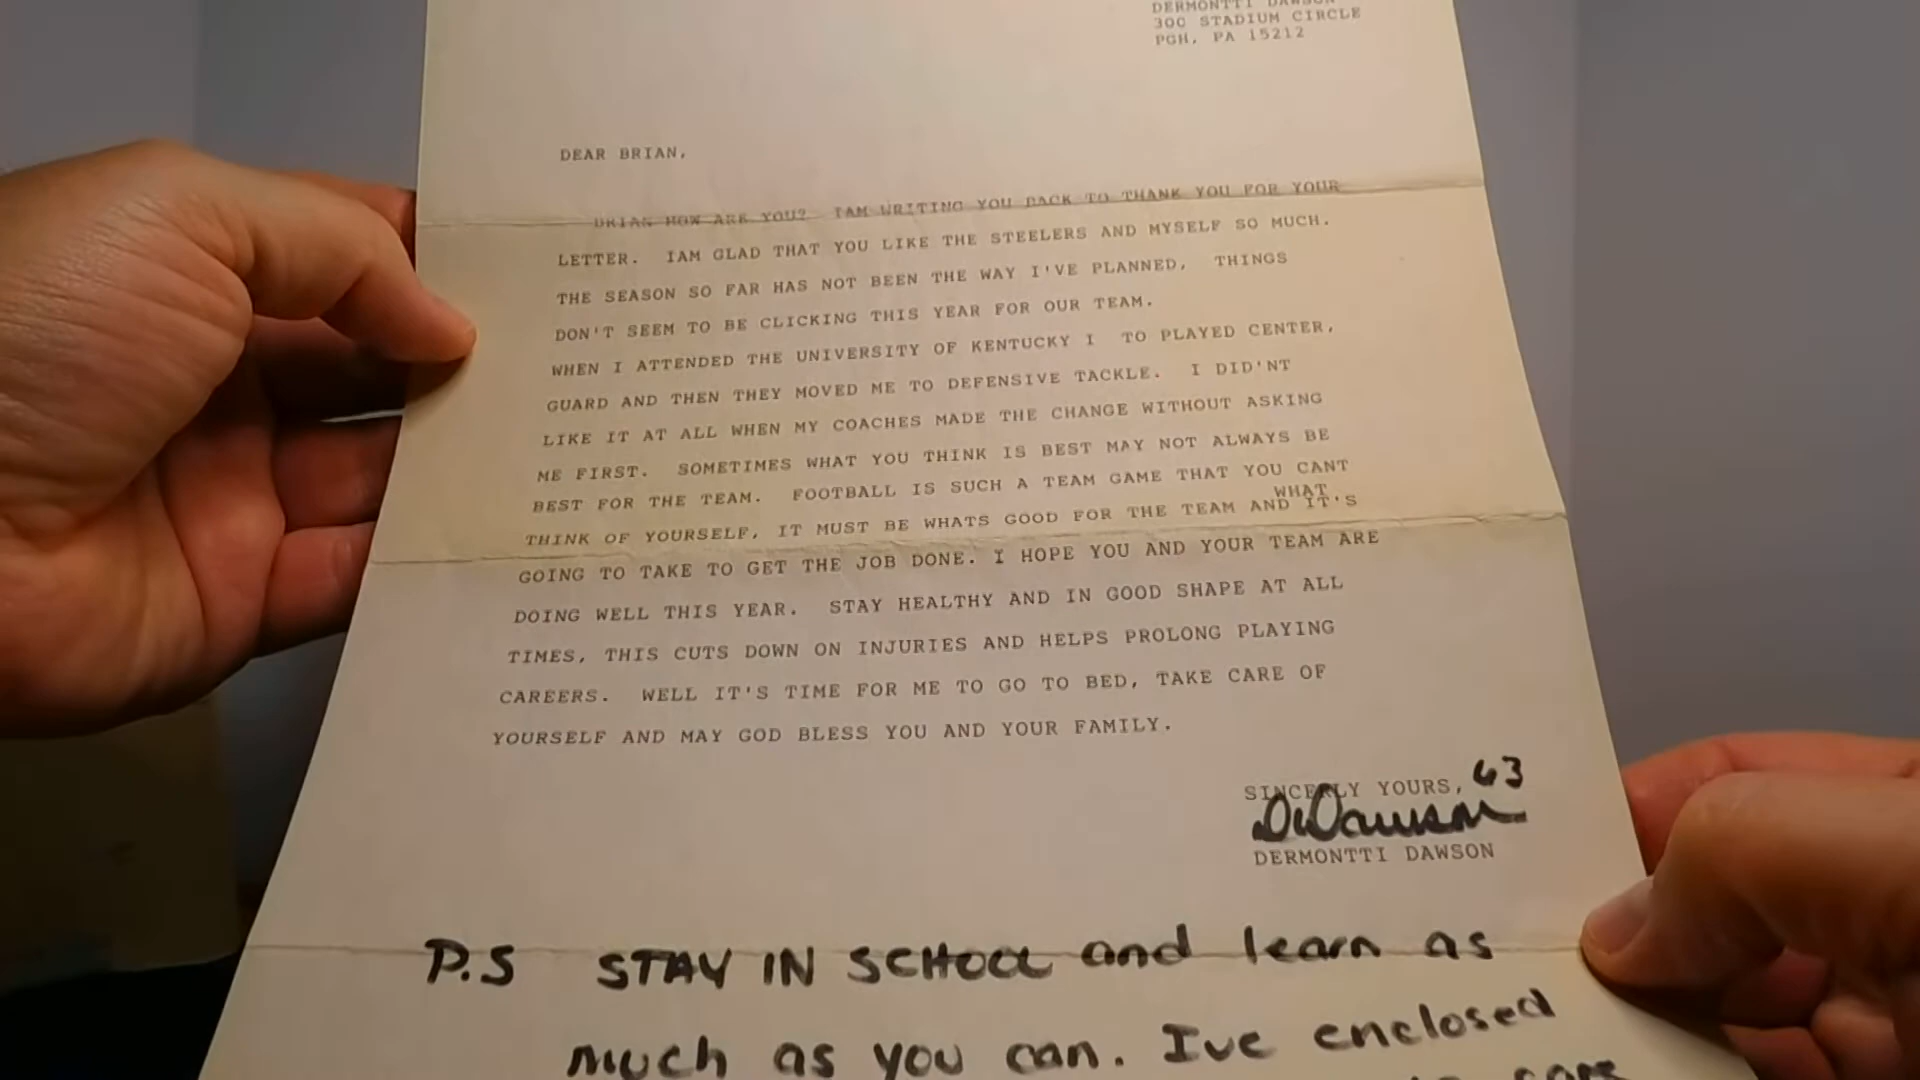 DERMONTTI DAWSON
300 STADIUM CIRCLE
PGH, PA 15212
DEAR BRIAN,
BRIAN HOW ARE YOU? IAM WRITING YOU BACK TO THANK YOU FOR YOUR
LETTER. IAM GLAD THAT YOU LIKE THE STEELERS AND MYSELF SO MUCH.
THE SEASON SO FAR HAS NOT BEEN THE WAY I'VE PLANNED, THINGS
DON'T SEEM TO BE CLICKING THIS YEAR FOR OUR TEAM.
WHEN I ATTENDED THE UNIVERSITY OF KENTUCKY I TO PLAYED CENTER,
GUARD AND THEN THEY MOVED ME TO DEFENSIVE TACKLE. I DID'NT
LIKE IT AT ALL WHEN MY COACHES MADE THE CHANGE WITHOUT ASKING
ME FIRST. SOMETIMES WHAT YOU THINK IS BEST MAY NOT ALWAYS BE
BEST FOR THE TEAM. FOOTBALL IS SUCH A TEAM GAME THAT YOU CANT
WHAT
THINK OF YOURSELF, IT MUST BE WHATS GOOD FOR THE TEAM AND IT'S
GOING TO TAKE TO GET THE JOB DONE. I HOPE YOU AND YOUR TEAM ARE
DOING WELL THIS YEAR. STAY HEALTHY AND IN GOOD SHAPE AT ALL
TIMES, THIS CUTS DOWN ON INJURIES AND HELPS PROLONG PLAYING
CAREERS. WELL IT'S TIME FOR ME TO GO TO BED, TAKE CARE OF
YOURSELF AND MAY GOD BLESS YOU AND YOUR FAMILY.
SINCERLY YOURS, 63
D Dawson
DERMONTTI DAWSON
P.S STAY IN SCHOOL and learn as
much as you can. I've enclosed